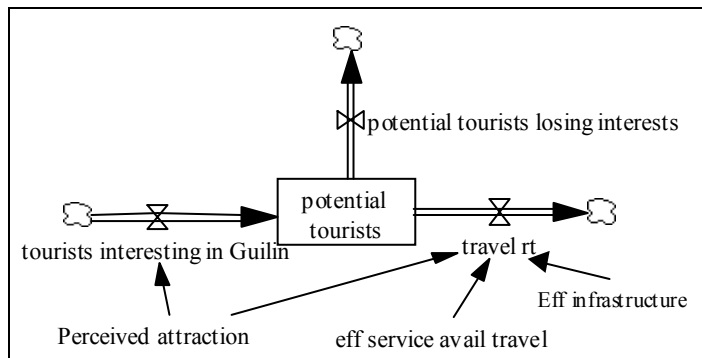 potential tourists losing interests
potential
tourists
tourists interesting in Guilin
travel rt
Eff infrastructure
Perceived attraction
eff service avail travel